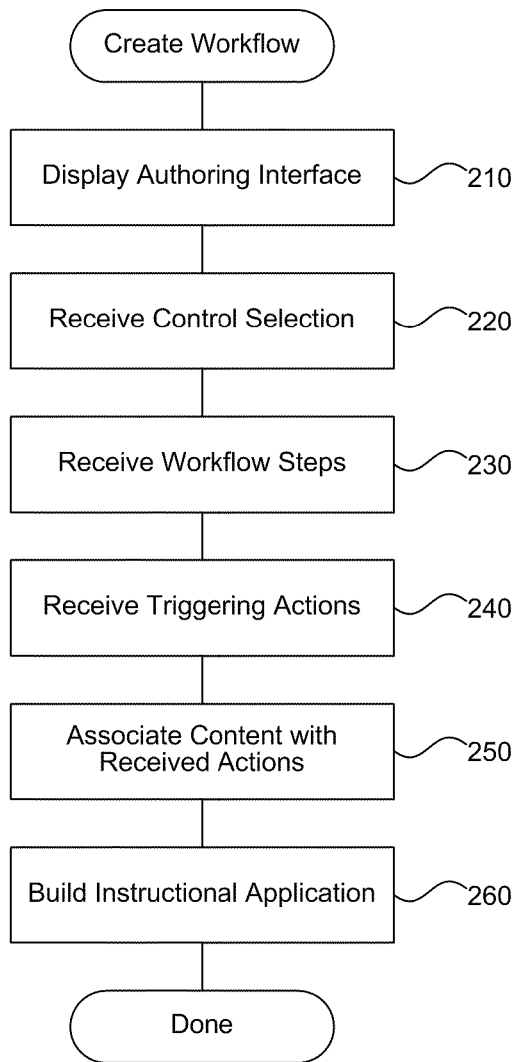 Create Workflow
Display Authoring Interface
210
Receive Control Selection
220
Receive Workflow Steps
230
Receive Triggering Actions
240
Associate Content with
Received Actions
250
Build Instructional Application
260
Done